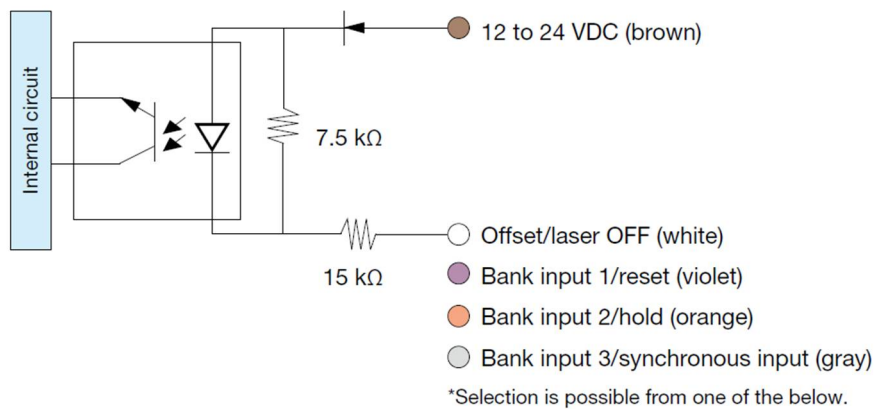 Internal circuit
12 to 24 VDC (brown)
7.5 kΩ
Offset/laser OFF (white)
15 kΩ
Bank input 1/reset (violet)
Bank input 2/hold (orange)
Bank input 3/synchronous input (gray)
*Selection is possible from one of the below.